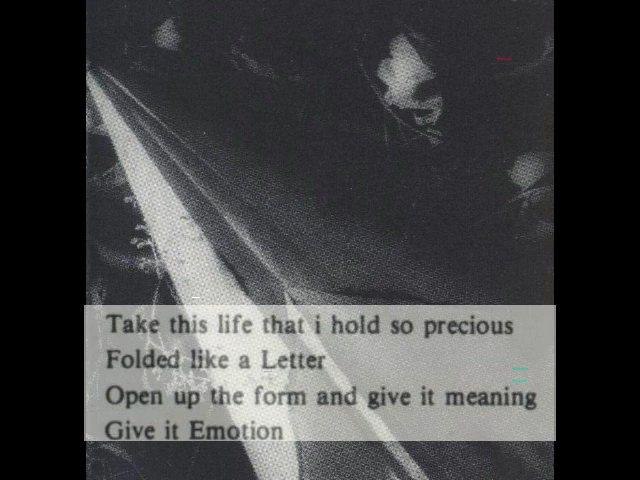 Take this life that i hold so precious
Folded like a Letter
Open up the form and give it meaning
Give it Emotion